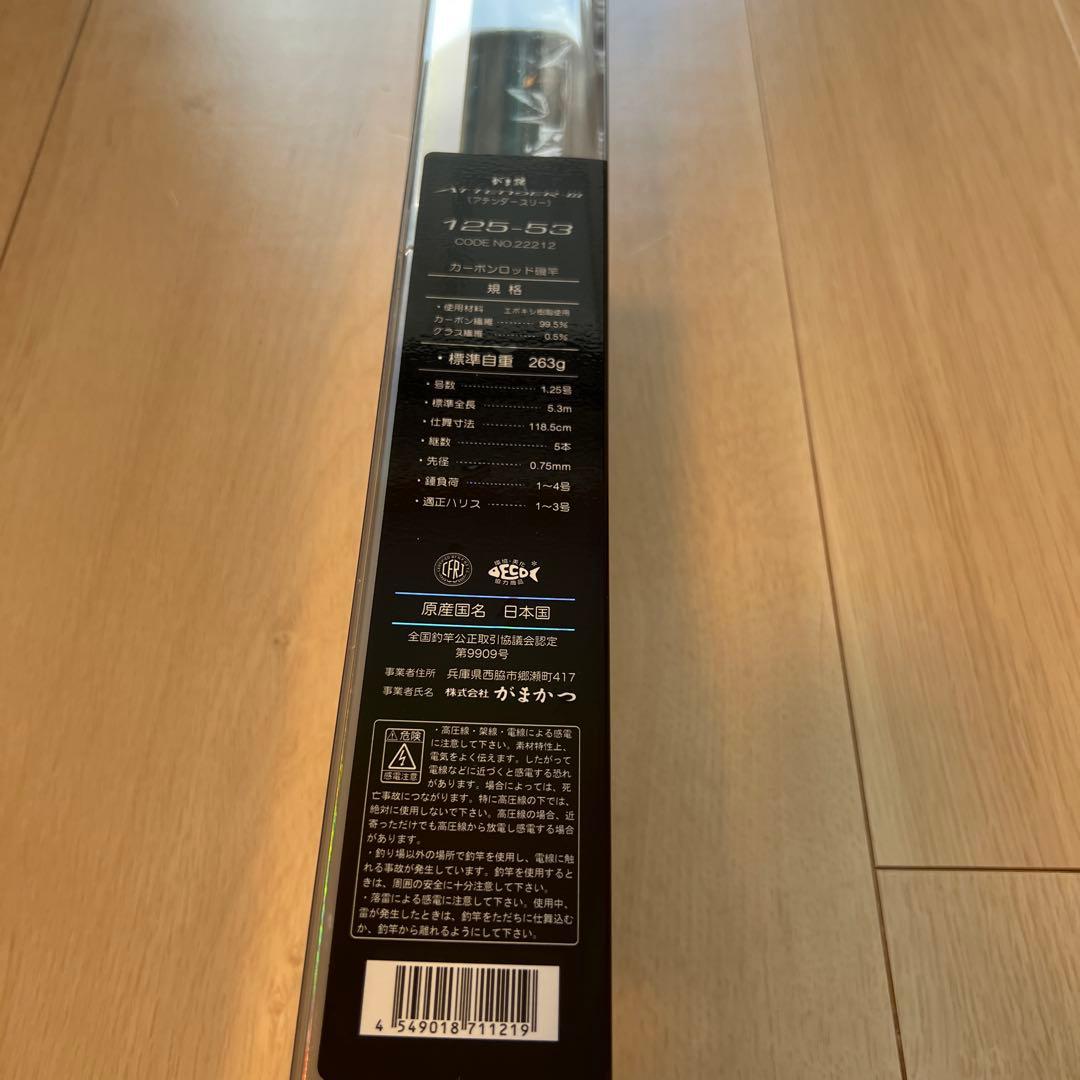 がま磯
ATTENDER III
(アテンダースリー)
125-53
CODE NO.22212
カーボンロッド磯竿
規格
・使用材料 エポキシ樹脂使用
カーボン繊維 ········ 99.5%
グラス繊維 ········ 0.5%
・標準自重 263g
・号数 ········ 1.25号
・標準全長 ········ 5.3m
・仕舞寸法 ········ 118.5cm
・継数 ········ 5本
・先径 ········ 0.75mm
・錘負荷 ········ 1〜4号
・適正ハリス ········ 1〜3号
CFRJ
環境・美化
ECO
協力商品
原産国名 日本国
全国釣竿公正取引協議会認定
第9909号
事業者住所 兵庫県西脇市郷瀬町417
事業者氏名 株式会社 がまかつ
⚠危険
感電注意
・高圧線・架線・電線による感電
に注意して下さい。素材特性上、
電気をよく伝えます。したがって
電線などに近づくと感電する恐れ
があります。場合によっては、死
亡事故につながります。特に高圧線の下では、
絶対に使用しないで下さい。高圧線の場合、近
寄っただけでも高圧線から放電し感電する場合
があります。
・釣り場以外の場所で釣竿を使用し、電線に触
れる事故が発生しています。釣竿を使用すると
きは、周囲の安全に十分注意して下さい。
・落雷による感電に注意して下さい。使用中、
雷が発生したときは、釣竿をただちに仕舞込む
か、釣竿から離れるようにして下さい。
4 549018 711219